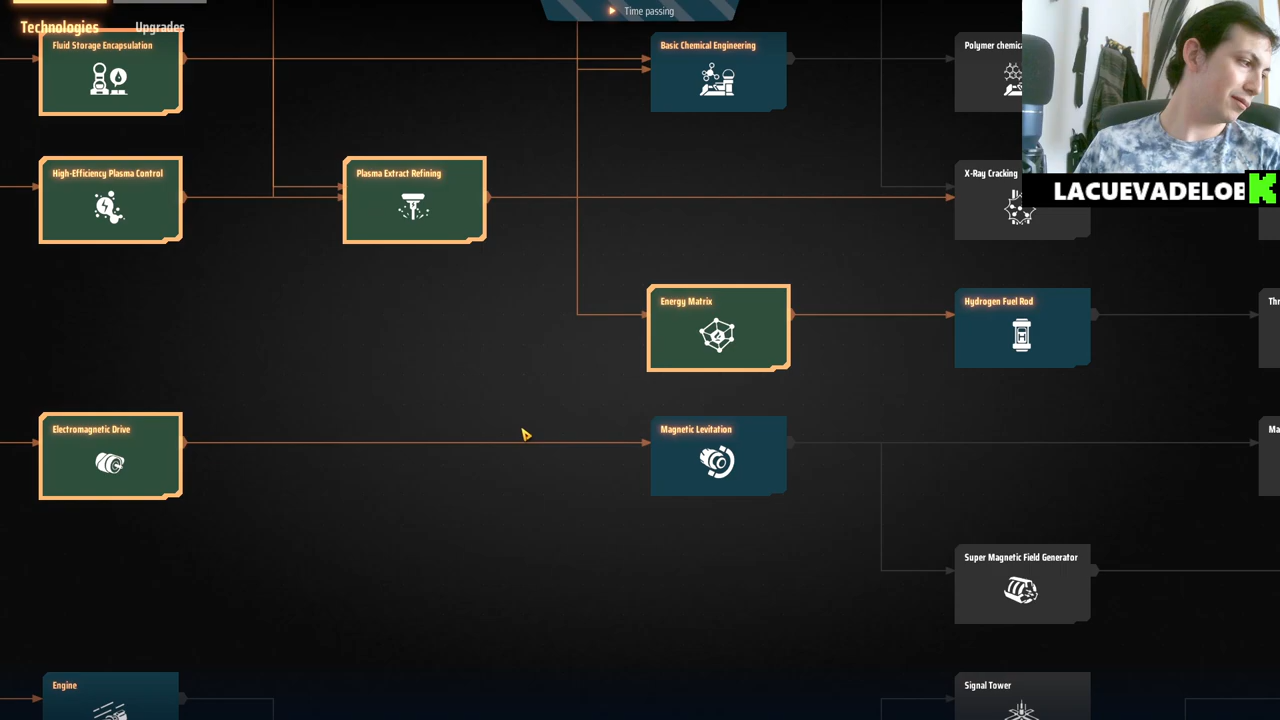 Technologies
Upgrades
Time passing
Fluid Storage Encapsulation
Basic Chemical Engineering
Polymer chemica
High-Efficiency Plasma Control
Plasma Extract Refining
X-Ray Cracking
LACUEVADELOB
Energy Matrix
Hydrogen Fuel Rod
Thr
Electromagnetic Drive
Magnetic Levitation
Ma
Super Magnetic Field Generator
Engine
Signal Tower